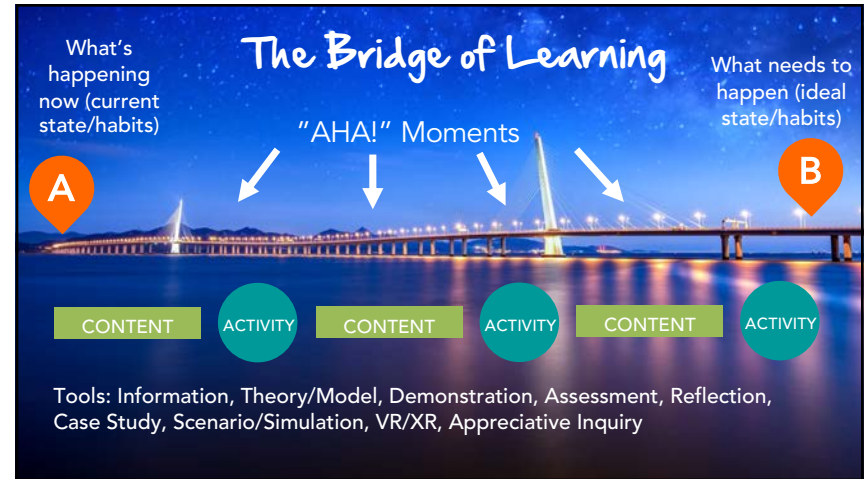 The Bridge of Learning
What's
happening
now (current
state/habits)
What needs to
happen (ideal
state/habits)
"AHA!" Moments
A
B
CONTENT
ACTIVITY
CONTENT
ACTIVITY
CONTENT
ACTIVITY
Tools: Information, Theory/Model, Demonstration, Assessment, Reflection,
Case Study, Scenario/Simulation, VR/XR, Appreciative Inquiry